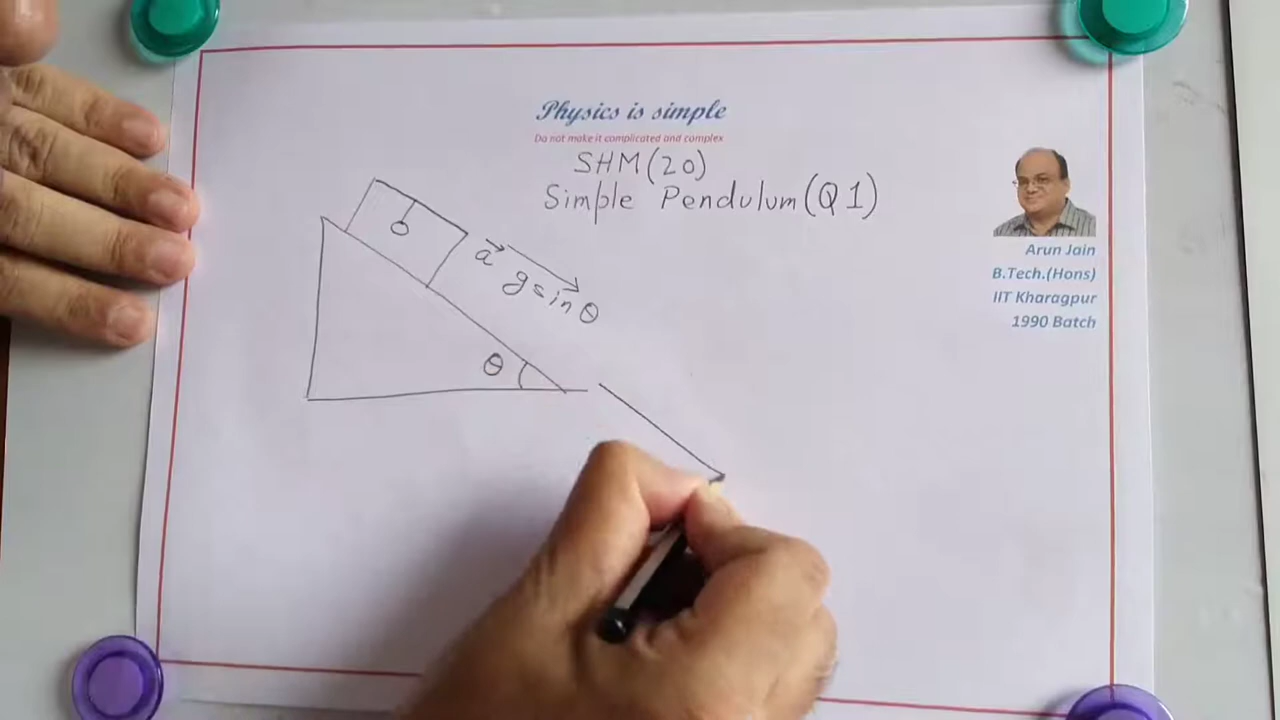 Physics is simple
Do not make it complicated and complex
SHM(20)
Simple Pendulum(Q1)
a g sin θ
θ
Arun Jain
B.Tech.(Hons)
IIT Kharagpur
1990 Batch